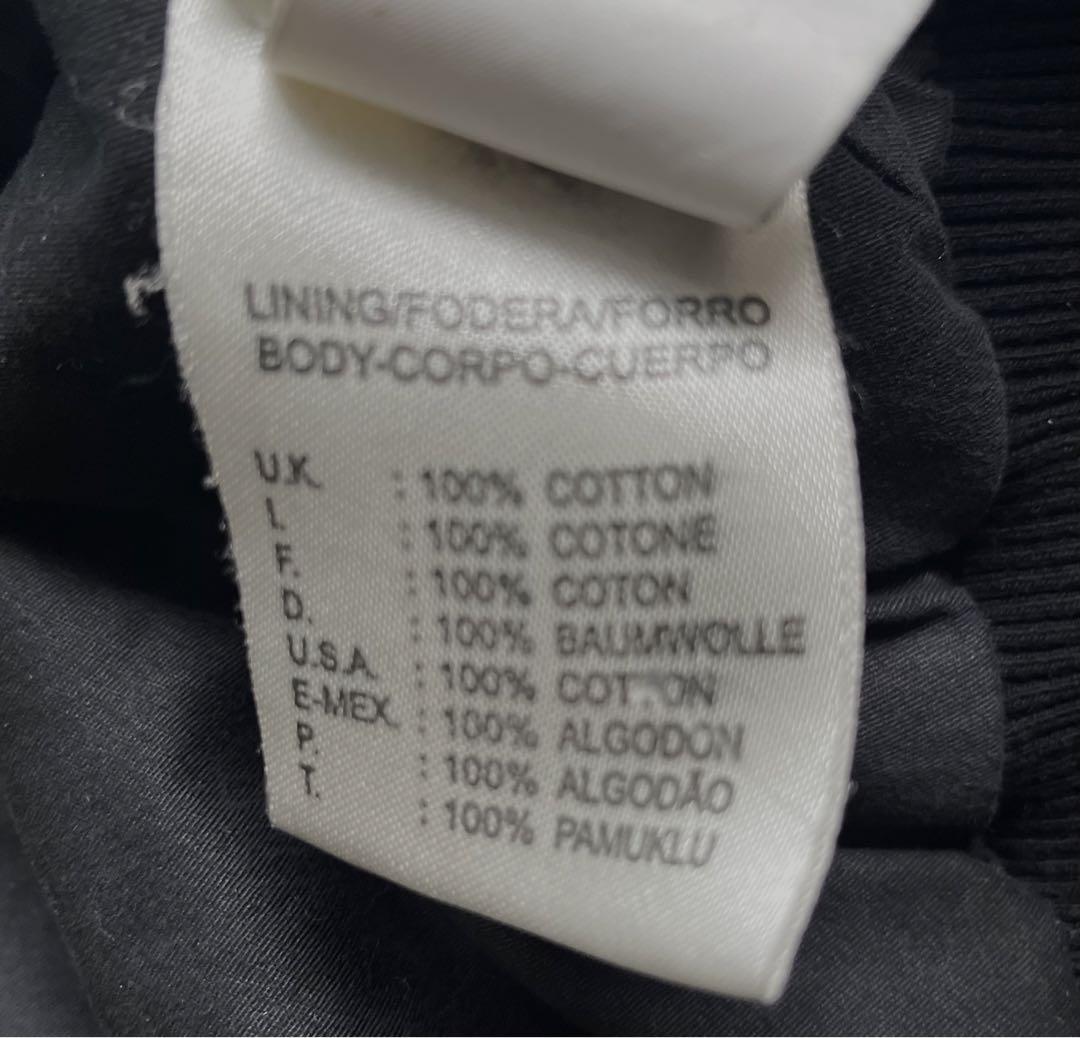 LINING/FODERA/FORRO
BODY-CORPO-CUERPO
U.K. : 100% COTTON
I. : 100% COTONE
F. : 100% COTON
D. : 100% BAUMWOLLE
U.S.A. : 100% COTTON
E-MEX. : 100% ALGODON
P. : 100% ALGODÃO
T. : 100% PAMUKLU